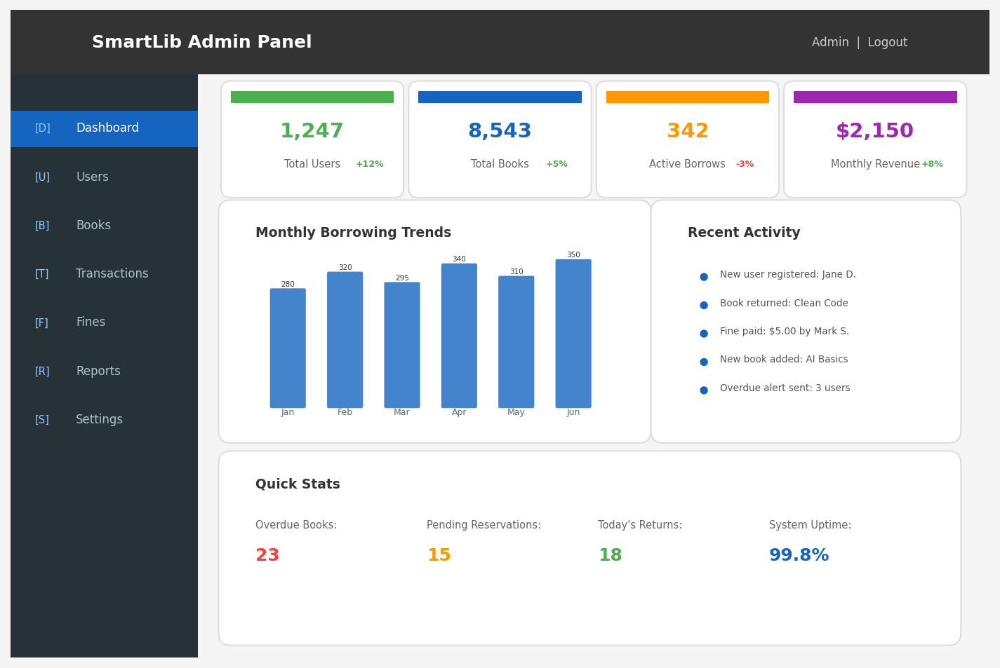 SmartLib Admin Panel
Admin | Logout
[D] Dashboard
[U] Users
[B] Books
[T] Transactions
[F] Fines
[R] Reports
[S] Settings
1,247
Total Users +12%
8,543
Total Books +5%
342
Active Borrows -3%
$2,150
Monthly Revenue +8%
Monthly Borrowing Trends
280 320 295 340 310 350
Jan Feb Mar Apr May Jun
Recent Activity
New user registered: Jane D.
Book returned: Clean Code
Fine paid: $5.00 by Mark S.
New book added: AI Basics
Overdue alert sent: 3 users
Quick Stats
Overdue Books:
23
Pending Reservations:
15
Today's Returns:
18
System Uptime:
99.8%